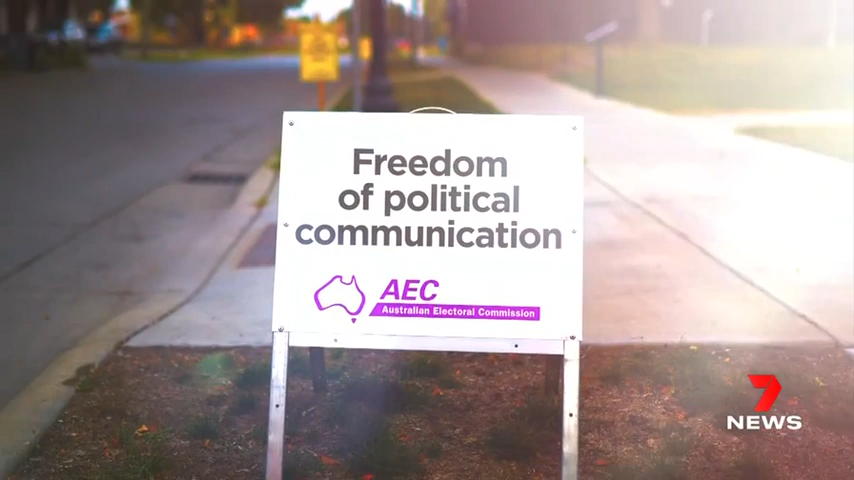 Freedom
of political
communication
AEC
Australian Electoral Commission
7
NEWS